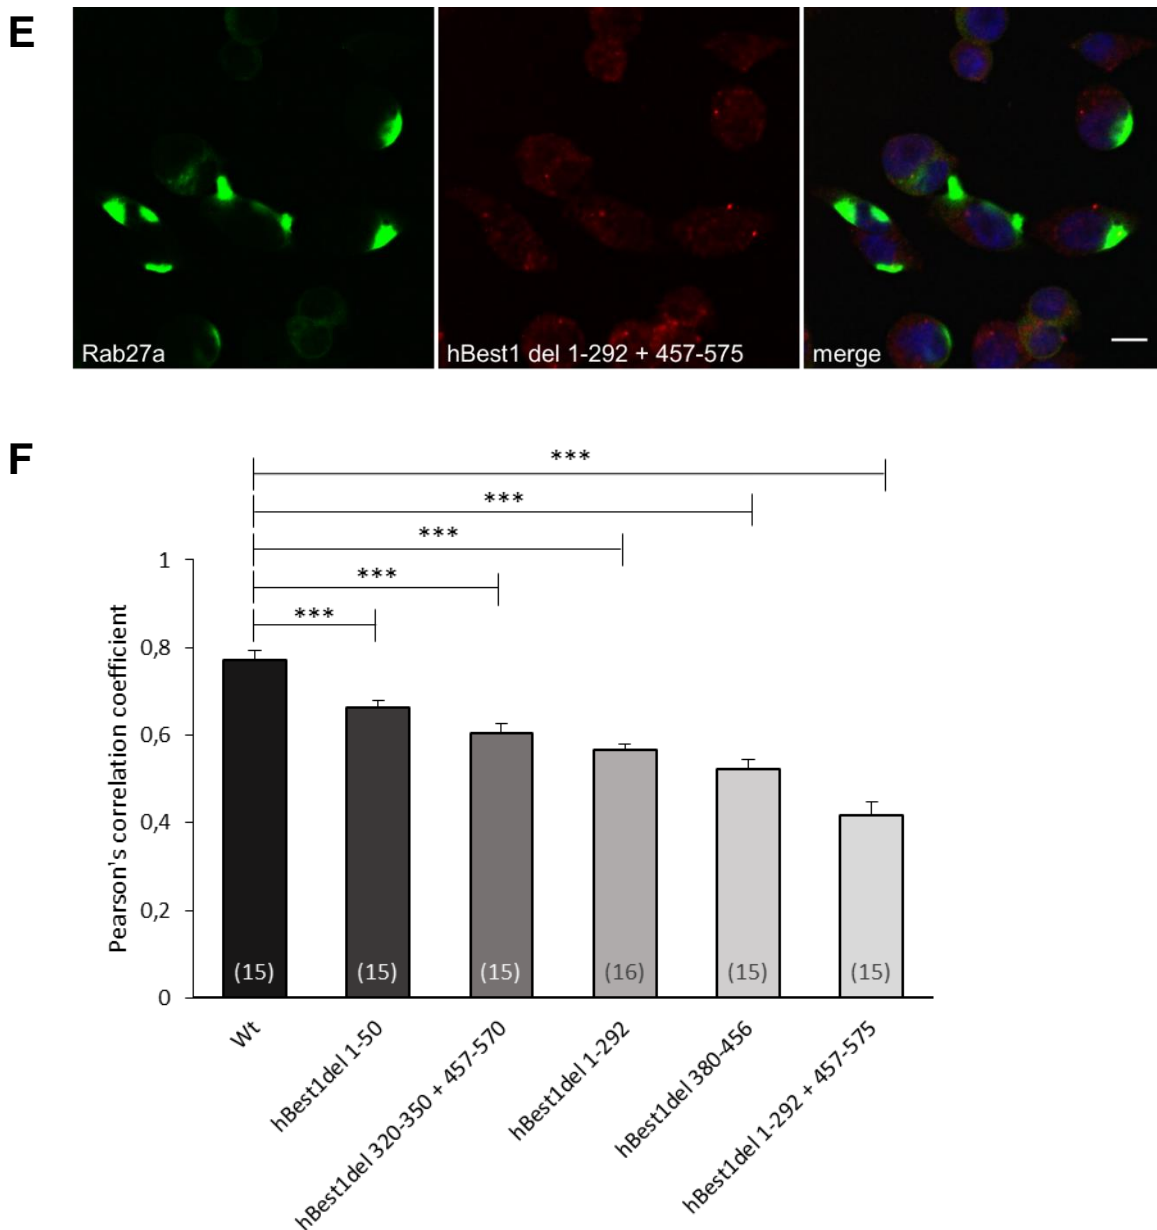 E
Rab27a
hBest1 del 1-292 + 457-575
merge
F
***
***
***
***
***
Pearson's correlation coefficient
1
0,8
0,6
0,4
0,2
0
(15)
(15)
(15)
(16)
(15)
(15)
Wt
hBest1del 1-50
hBest1del 320-350 + 457-570
hBest1del 1-292
hBest1del 380-456
hBest1del 1-292 + 457-575